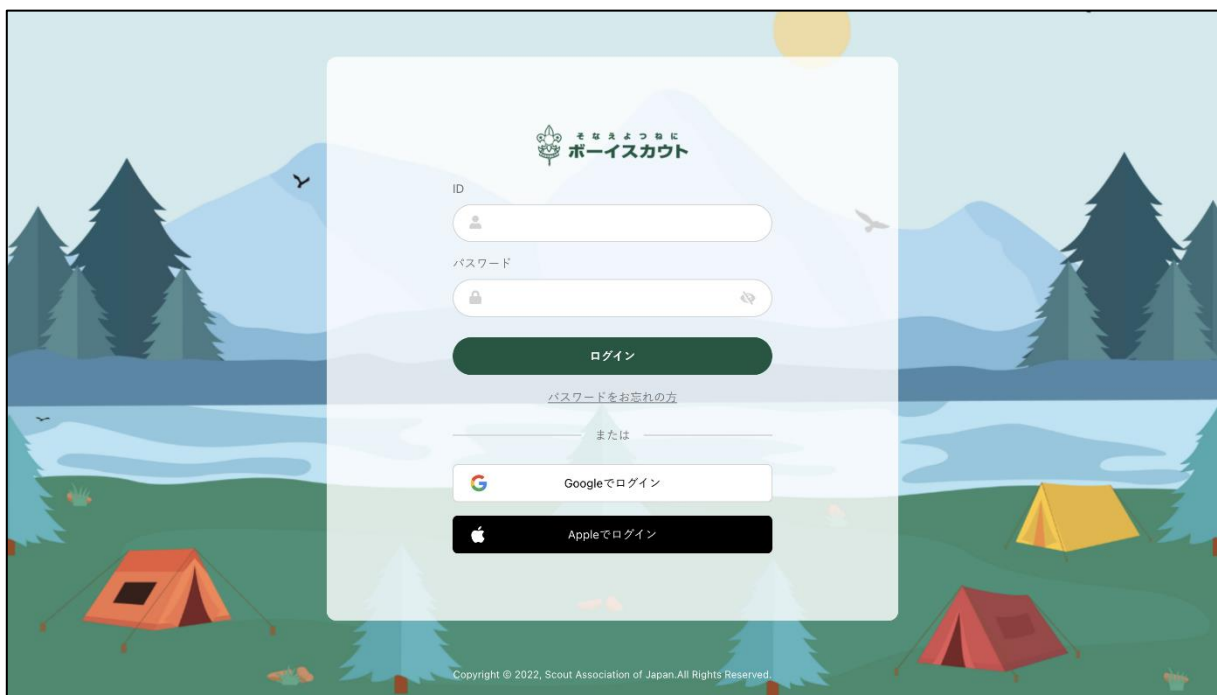 そなえよつねに
ボーイスカウト
ID
パスワード
ログイン
パスワードをお忘れの方
または
Googleでログイン
Appleでログイン
Copyright © 2022, Scout Association of Japan.All Rights Reserved.